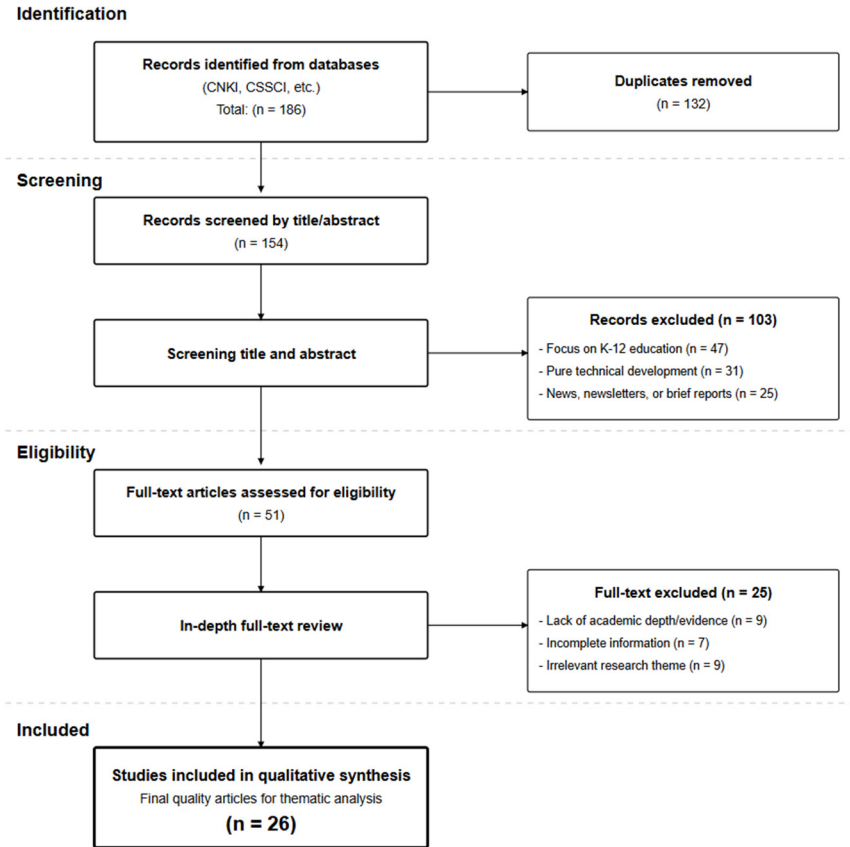 Identification
Records identified from databases
(CNKI, CSSCI, etc.)
Total: (n = 186)
Duplicates removed
(n = 132)
Screening
Records screened by title/abstract
(n = 154)
Screening title and abstract
Records excluded (n = 103)
- Focus on K-12 education (n = 47)
- Pure technical development (n = 31)
- News, newsletters, or brief reports (n = 25)
Eligibility
Full-text articles assessed for eligibility
(n = 51)
In-depth full-text review
Full-text excluded (n = 25)
- Lack of academic depth/evidence (n = 9)
- Incomplete information (n = 7)
- Irrelevant research theme (n = 9)
Included
Studies included in qualitative synthesis
Final quality articles for thematic analysis
(n = 26)